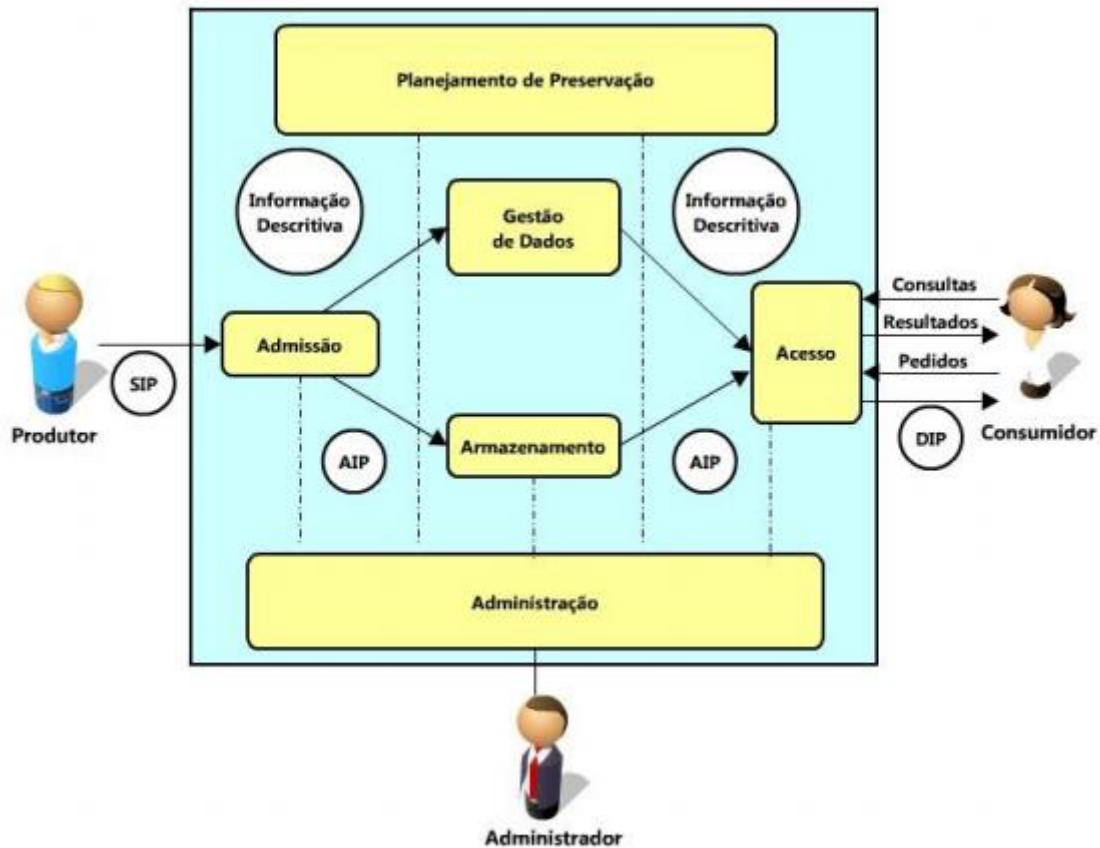 Planejamento de Preservação
Informação
Descritiva
Gestão
de Dados
Informação
Descritiva
Consultas
Resultados
Admissão
Acesso
Pedidos
SIP
Produtor
AIP
Armazenamento
AIP
DIP
Consumidor
Administração
Administrador